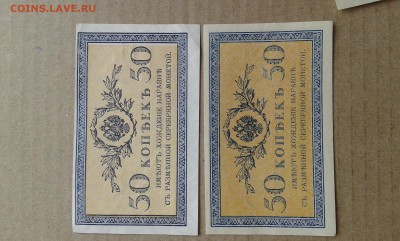 COINS.LAVE.RU
50 КОПѢЕКЪ 50
ИМѢЮТЪ ХОЖДЕНІЕ НАРАВНѢ
СЪ РАЗМѢННОЙ СЕРЕБРЯНОЙ МОНЕТОЙ.
50 КОПѢЕКЪ 50
ИМѢЮТЪ ХОЖДЕНІЕ НАРАВНѢ
СЪ РАЗМѢННОЙ СЕРЕБРЯНОЙ МОНЕТОЙ.